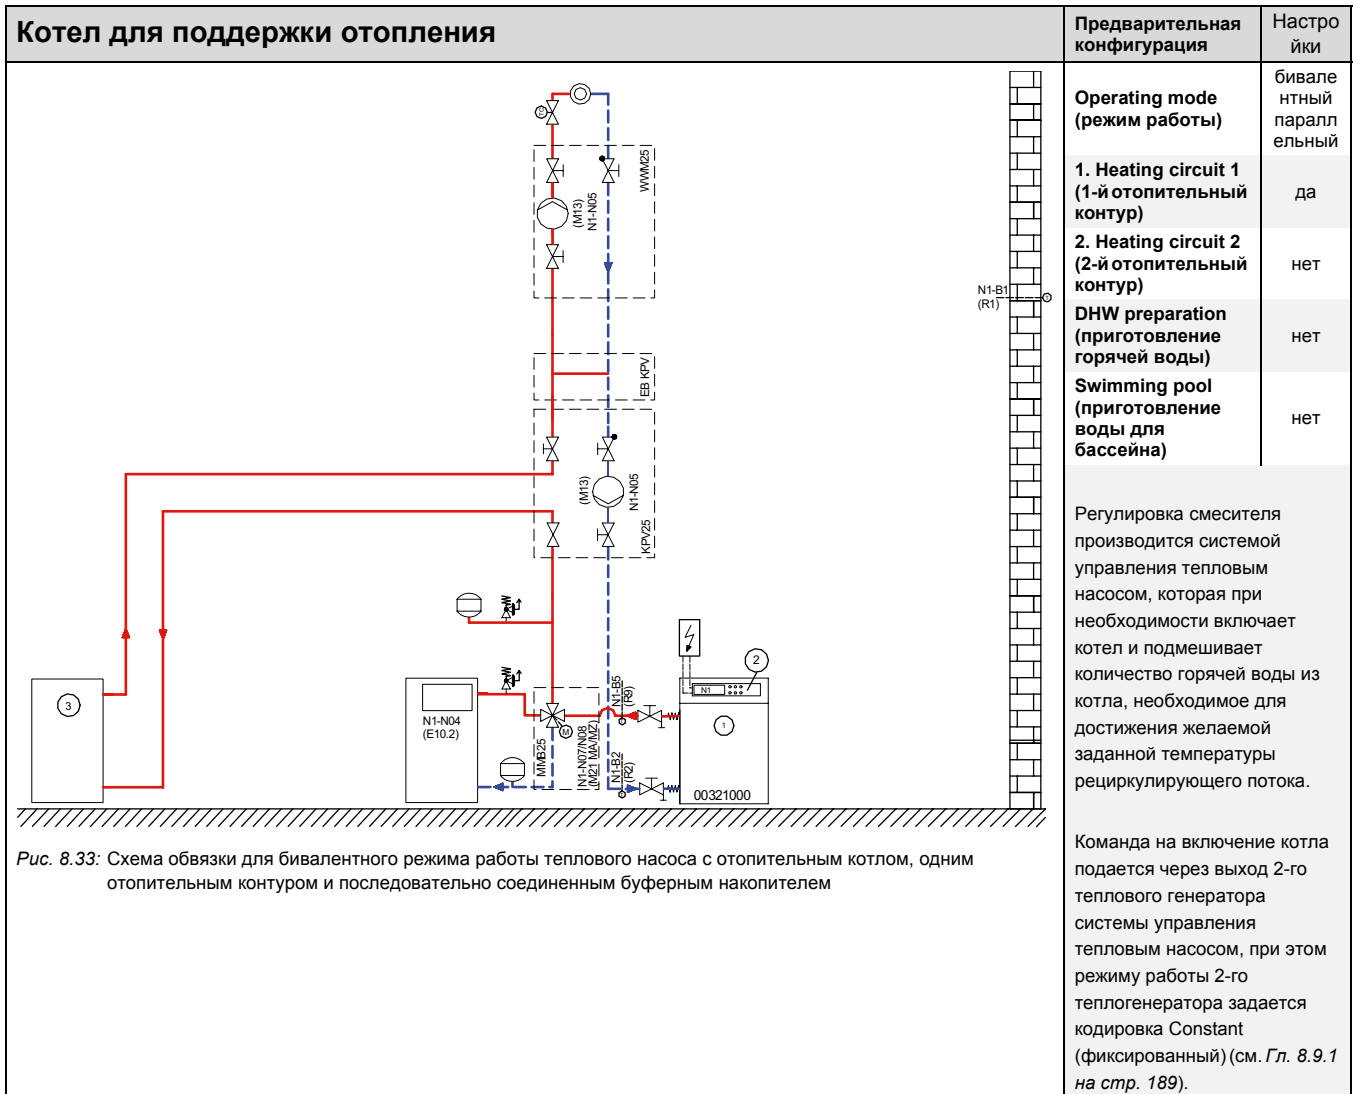 Котел для поддержки отопления
Предварительная
конфигурация
Настро
йки
Operating mode
(режим работы)
бивале
нтный
паралл
ельный
1. Heating circuit 1
(1-й отопительный
контур)
да
2. Heating circuit 2
(2-й отопительный
контур)
нет
DHW preparation
(приготовление
горячей воды)
нет
Swimming pool
(приготовление
воды для
бассейна)
нет
Регулировка смесителя
производится системой
управления тепловым
насосом, которая при
необходимости включает
котел и подмешивает
количество горячей воды из
котла, необходимое для
достижения желаемой
заданной температуры
рециркулирующего потока.
Команда на включение котла
подается через выход 2-го
теплового генератора
системы управления
тепловым насосом, при этом
режиму работы 2-го
теплогенератора задается
кодировка Constant
(фиксированный) (см. Гл. 8.9.1
на стр. 189).
TC
WWM25
(M13)
N1-N05
N1-B1
(R1)
T
EB KPV
(M13)
N1-N05
KPV25
2
N1
1
3
N1-N04
(E10.2)
MMB25
M
N1-N07/N08
(M21 MA/MZ)
N1-B5
(R9)
N1-B2
(R2)
00321000
Рис. 8.33: Схема обвязки для бивалентного режима работы теплового насоса с отопительным котлом, одним
отопительным контуром и последовательно соединенным буферным накопителем